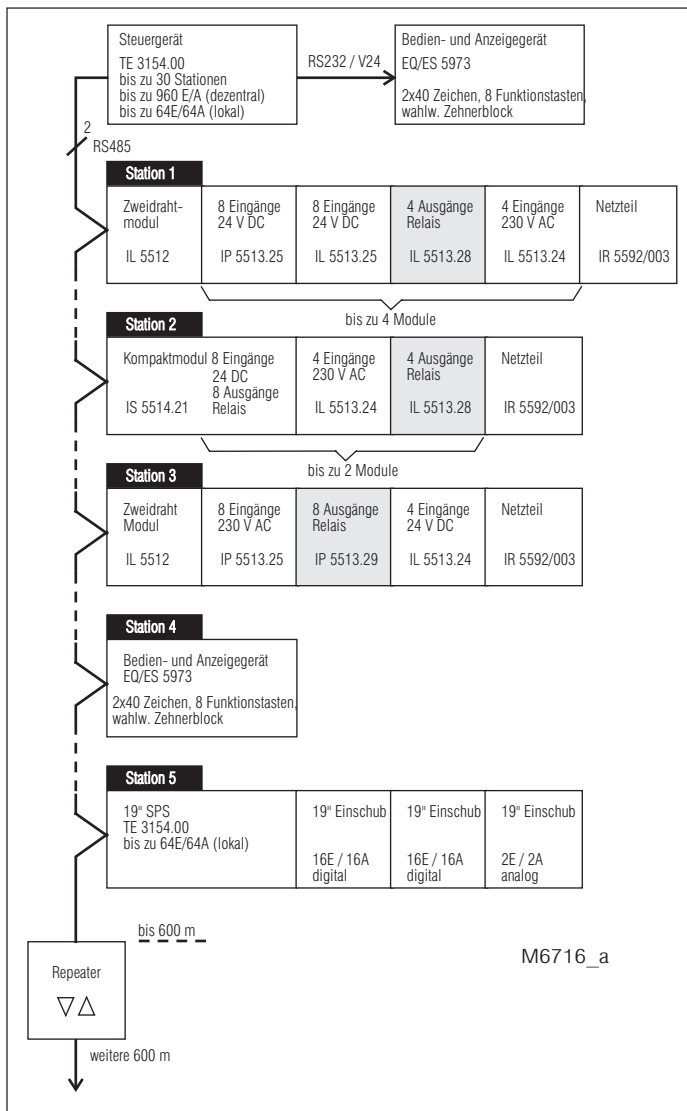 Steuergerät
TE 3154.00
bis zu 30 Stationen
bis zu 960 E/A (dezentral)
bis zu 64E/64A (lokal)
RS232 / V24
Bedien- und Anzeigegerät
EQ/ES 5973
2x40 Zeichen, 8 Funktionstasten,
wahlw. Zehnerblock
2
RS485
Station 1
Zweidraht-
modul
IL 5512
8 Eingänge
24 V DC
IP 5513.25
8 Eingänge
24 V DC
IL 5513.25
4 Ausgänge
Relais
IL 5513.28
4 Eingänge
230 V AC
IL 5513.24
Netzteil
IR 5592/003
bis zu 4 Module
Station 2
Kompaktmodul
IS 5514.21
8 Eingänge
24 DC
8 Ausgänge
Relais
4 Eingänge
230 V AC
IL 5513.24
4 Ausgänge
Relais
IL 5513.28
Netzteil
IR 5592/003
bis zu 2 Module
Station 3
Zweidraht
Modul
IL 5512
8 Eingänge
230 V AC
IP 5513.25
8 Ausgänge
Relais
IP 5513.29
4 Eingänge
24 V DC
IL 5513.24
Netzteil
IR 5592/003
Station 4
Bedien- und Anzeigegerät
EQ/ES 5973
2x40 Zeichen, 8 Funktionstasten,
wahlw. Zehnerblock
Station 5
19" SPS
TE 3154.00
bis zu 64E/64A (lokal)
19" Einschub
16E / 16A
digital
19" Einschub
16E / 16A
digital
19" Einschub
2E / 2A
analog
bis 600 m
M6716_a
Repeater
weitere 600 m